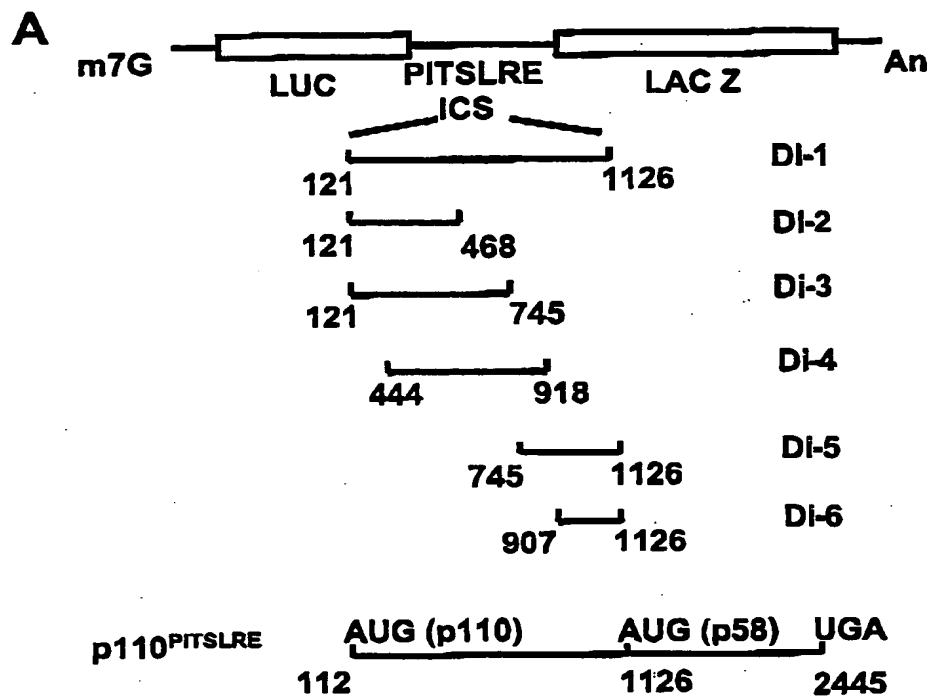 A
m7G LUC PITSLRE LAC Z An
ICS
121 1126 DI-1
121 468 DI-2
121 745 Di-3
444 918 Di-4
745 1126 Di-5
907 1126 Di-6
p110PITSLRE AUG (p110) AUG (p58) UGA
112 1126 2445